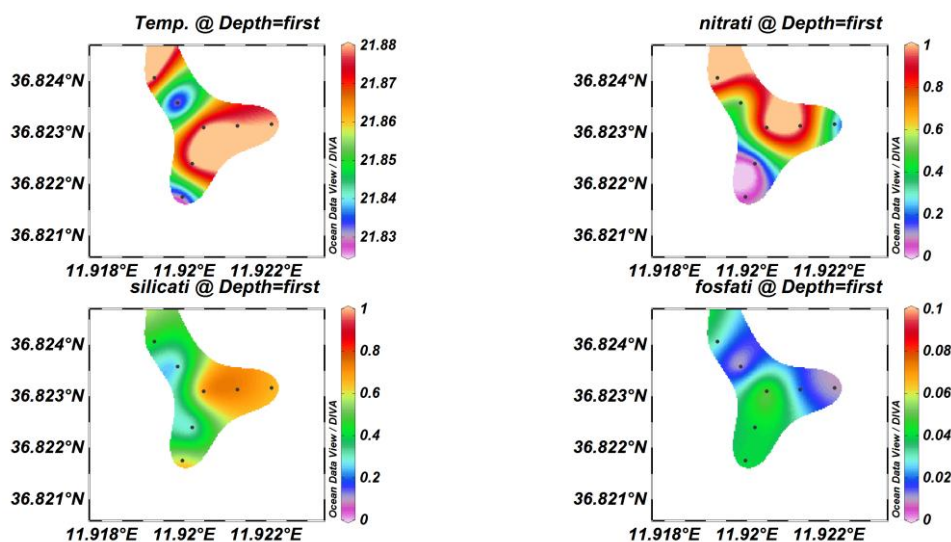 Temp. @ Depth=first
36.824°N
36.823°N
36.822°N
36.821°N
11.918°E 11.92°E 11.922°E
21.88
21.87
21.86
21.85
21.84
21.83
Ocean Data View / DIVA
nitrati @ Depth=first
36.824°N
36.823°N
36.822°N
36.821°N
11.918°E 11.92°E 11.922°E
1
0.8
0.6
0.4
0.2
0
Ocean Data View / DIVA
silicati @ Depth=first
36.824°N
36.823°N
36.822°N
36.821°N
11.918°E 11.92°E 11.922°E
1
0.8
0.6
0.4
0.2
0
Ocean Data View / DIVA
fosfati @ Depth=first
36.824°N
36.823°N
36.822°N
36.821°N
11.918°E 11.92°E 11.922°E
0.1
0.08
0.06
0.04
0.02
0
Ocean Data View / DIVA